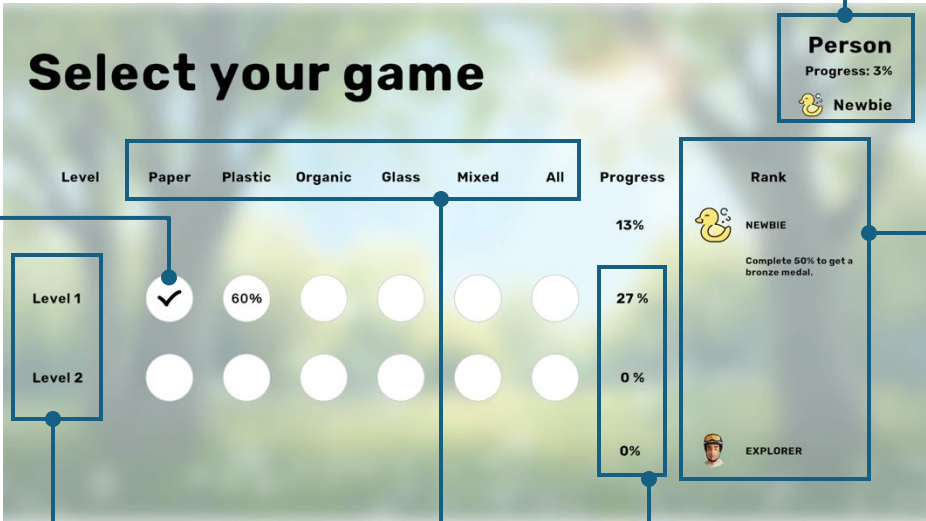 Select your game
Person
Progress: 3%
Newbie
Level
Paper
Plastic
Organic
Glass
Mixed
All
Progress
Rank
13%
NEWBIE
Complete 50% to get a
bronze medal.
Level 1
60%
27 %
Level 2
0 %
0%
EXPLORER